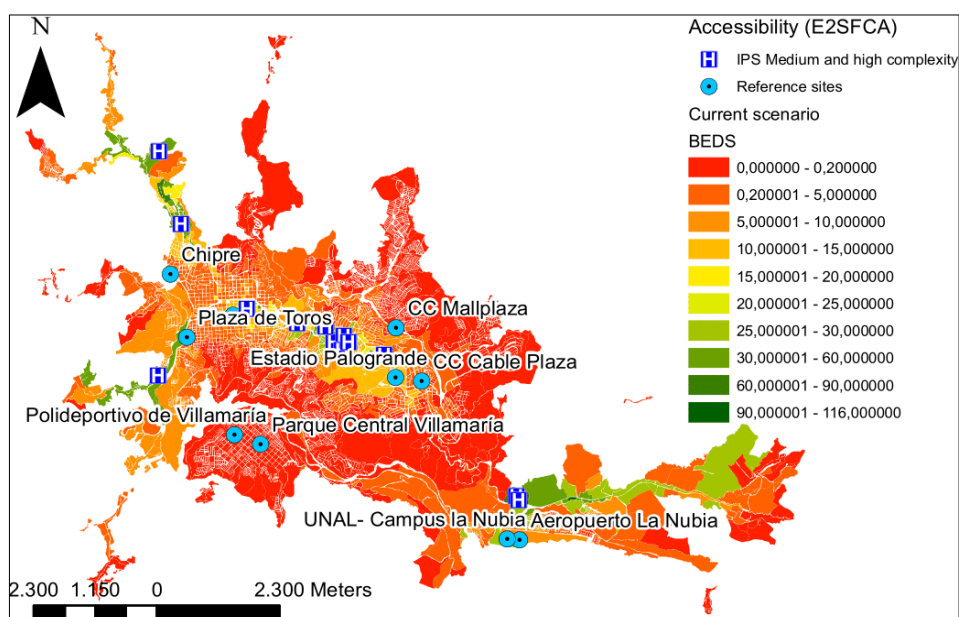 N
Accessibility (E2SFCA)
H IPS Medium and high complexity
Reference sites
Current scenario
BEDS
0,000000 - 0,200000
0,200001 - 5,000000
5,000001 - 10,000000
10,000001 - 15,000000
15,000001 - 20,000000
20,000001 - 25,000000
25,000001 - 30,000000
30,000001 - 60,000000
60,000001 - 90,000000
90,000001 - 116,000000
H
H
Chipre
H
CC Mallplaza
Plaza de Toros
H
H
H
H
H
H
Estadio Palogrande
CC Cable Plaza
H
Polideportivo de Villamaría
Parque Central Villamaría
H
UNAL- Campus la Nubia
Aeropuerto La Nubia
2.300 1.150 0 2.300 Meters